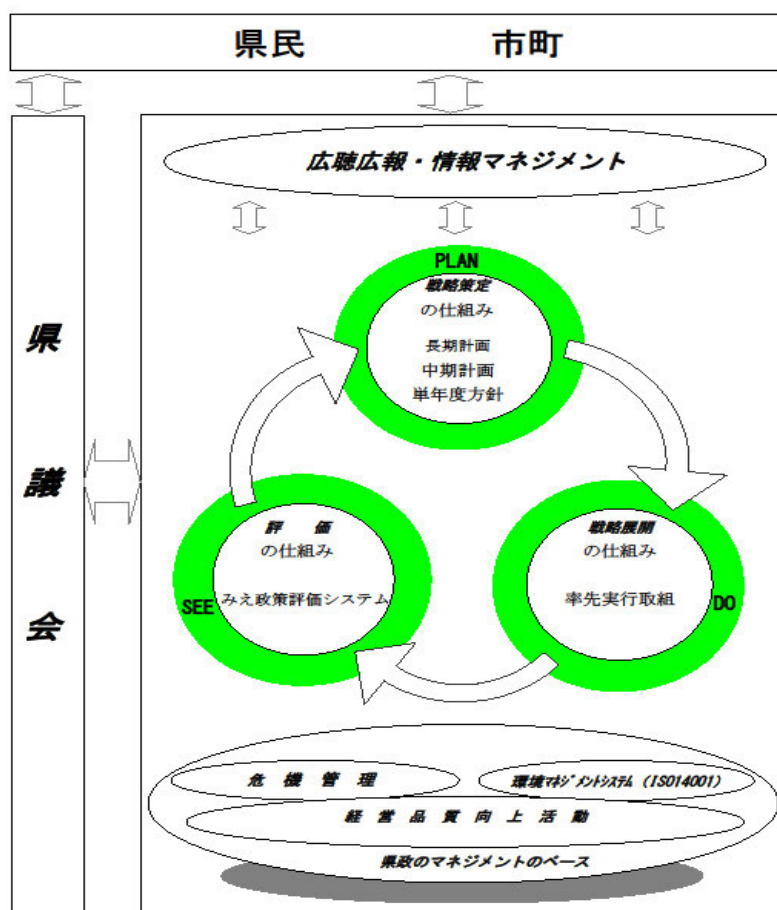 県民 市町
広聴広報・情報マネジメント
県議会
PLAN
戦略策定
の仕組み
長期計画
中期計画
単年度方針
評 価
の仕組み
みえ政策評価システム
SEE
戦略展開
の仕組み
率先実行取組
DO
危 機 管 理
環境マネジメントシステム（ISO14001）
経 営 品 質 向 上 活 動
県政のマネジメントのベース